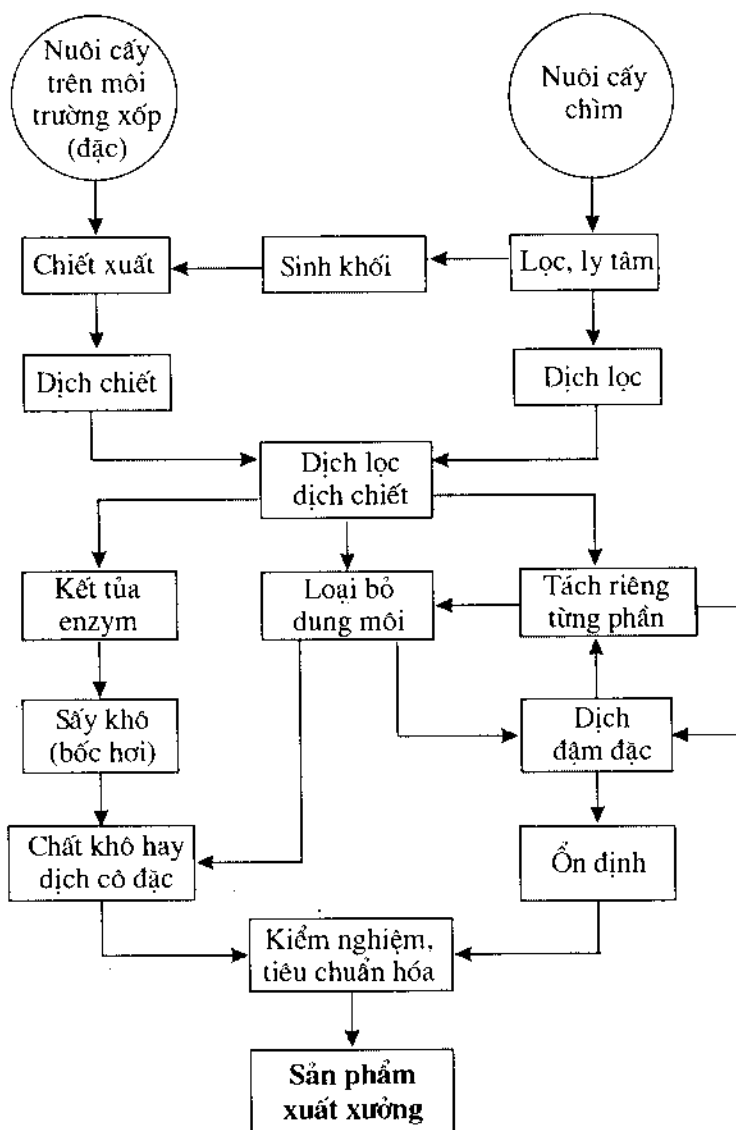 Nuôi cấy
trên môi
trường xốp
(đặc)
Nuôi cấy
chìm
Chiết xuất
Sinh khối
Lọc, ly tâm
Dịch chiết
Dịch lọc
Dịch lọc
dịch chiết
Kết tủa
enzym
Loại bỏ
dung môi
Tách riêng
từng phần
Sấy khô
(bốc hơi)
Dịch
đậm đặc
Chất khô hay
dịch cô đặc
Ổn định
Kiểm nghiệm,
tiêu chuẩn hóa
Sản phẩm
xuất xưởng